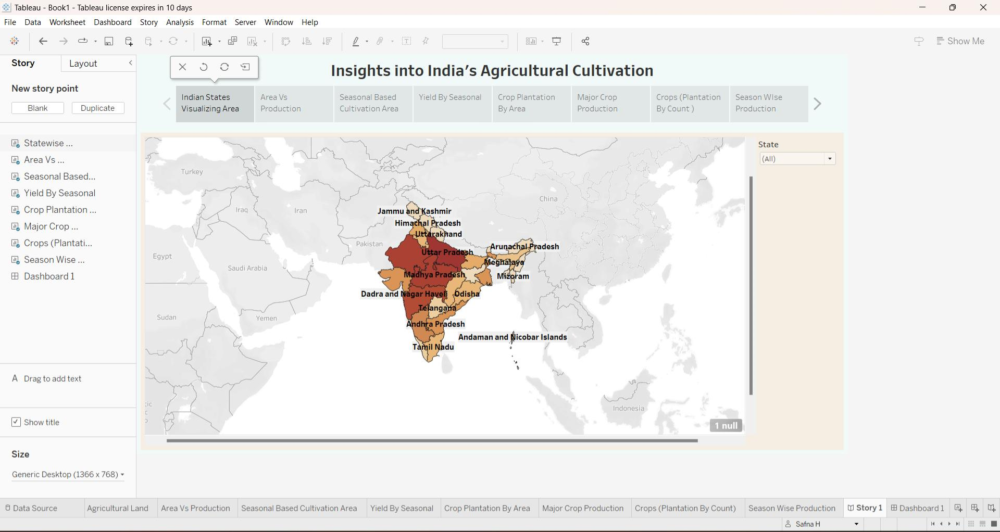 Tableau - Book1 - Tableau license expires in 10 days
File Data Worksheet Dashboard Story Analysis Format Server Window Help
Show Me
Story
Layout
New story point
Blank
Duplicate
Statewise ...
Area Vs ...
Seasonal Based...
Yield By Seasonal
Crop Plantation ...
Major Crop ...
Crops (Plantati...
Season Wise ...
Dashboard 1
A Drag to add text
Show title
Size
Generic Desktop (1366 x 768)
Insights into India's Agricultural Cultivation
Indian States
Visualizing Area
Area Vs
Production
Seasonal Based
Cultivation Area
Yield By Seasonal
Crop Plantation
By Area
Major Crop
Production
Crops (Plantation
By Count )
Season WIse
Production
State
(All)
Turkey
Iraq
Iran
China
Pakistan
Egypt
Saudi Arabia
Sudan
Yemen
Indonesia
Jammu and Kashmir
Himachal Pradesh
Uttarakhand
Arunachal Pradesh
Uttar Pradesh
Meghalaya
Madhya Pradesh
Mizoram
Dadra and Nagar Haveli
Odisha
Telangana
Andhra Pradesh
Andaman and Nicobar Islands
Tamil Nadu
1 null
Data Source
Agricultural Land
Area Vs Production
Seasonal Based Cultivation Area
Yield By Seasonal
Crop Plantation By Area
Major Crop Production
Crops (Plantation By Count)
Season Wise Production
Story 1
Dashboard 1
Safna H